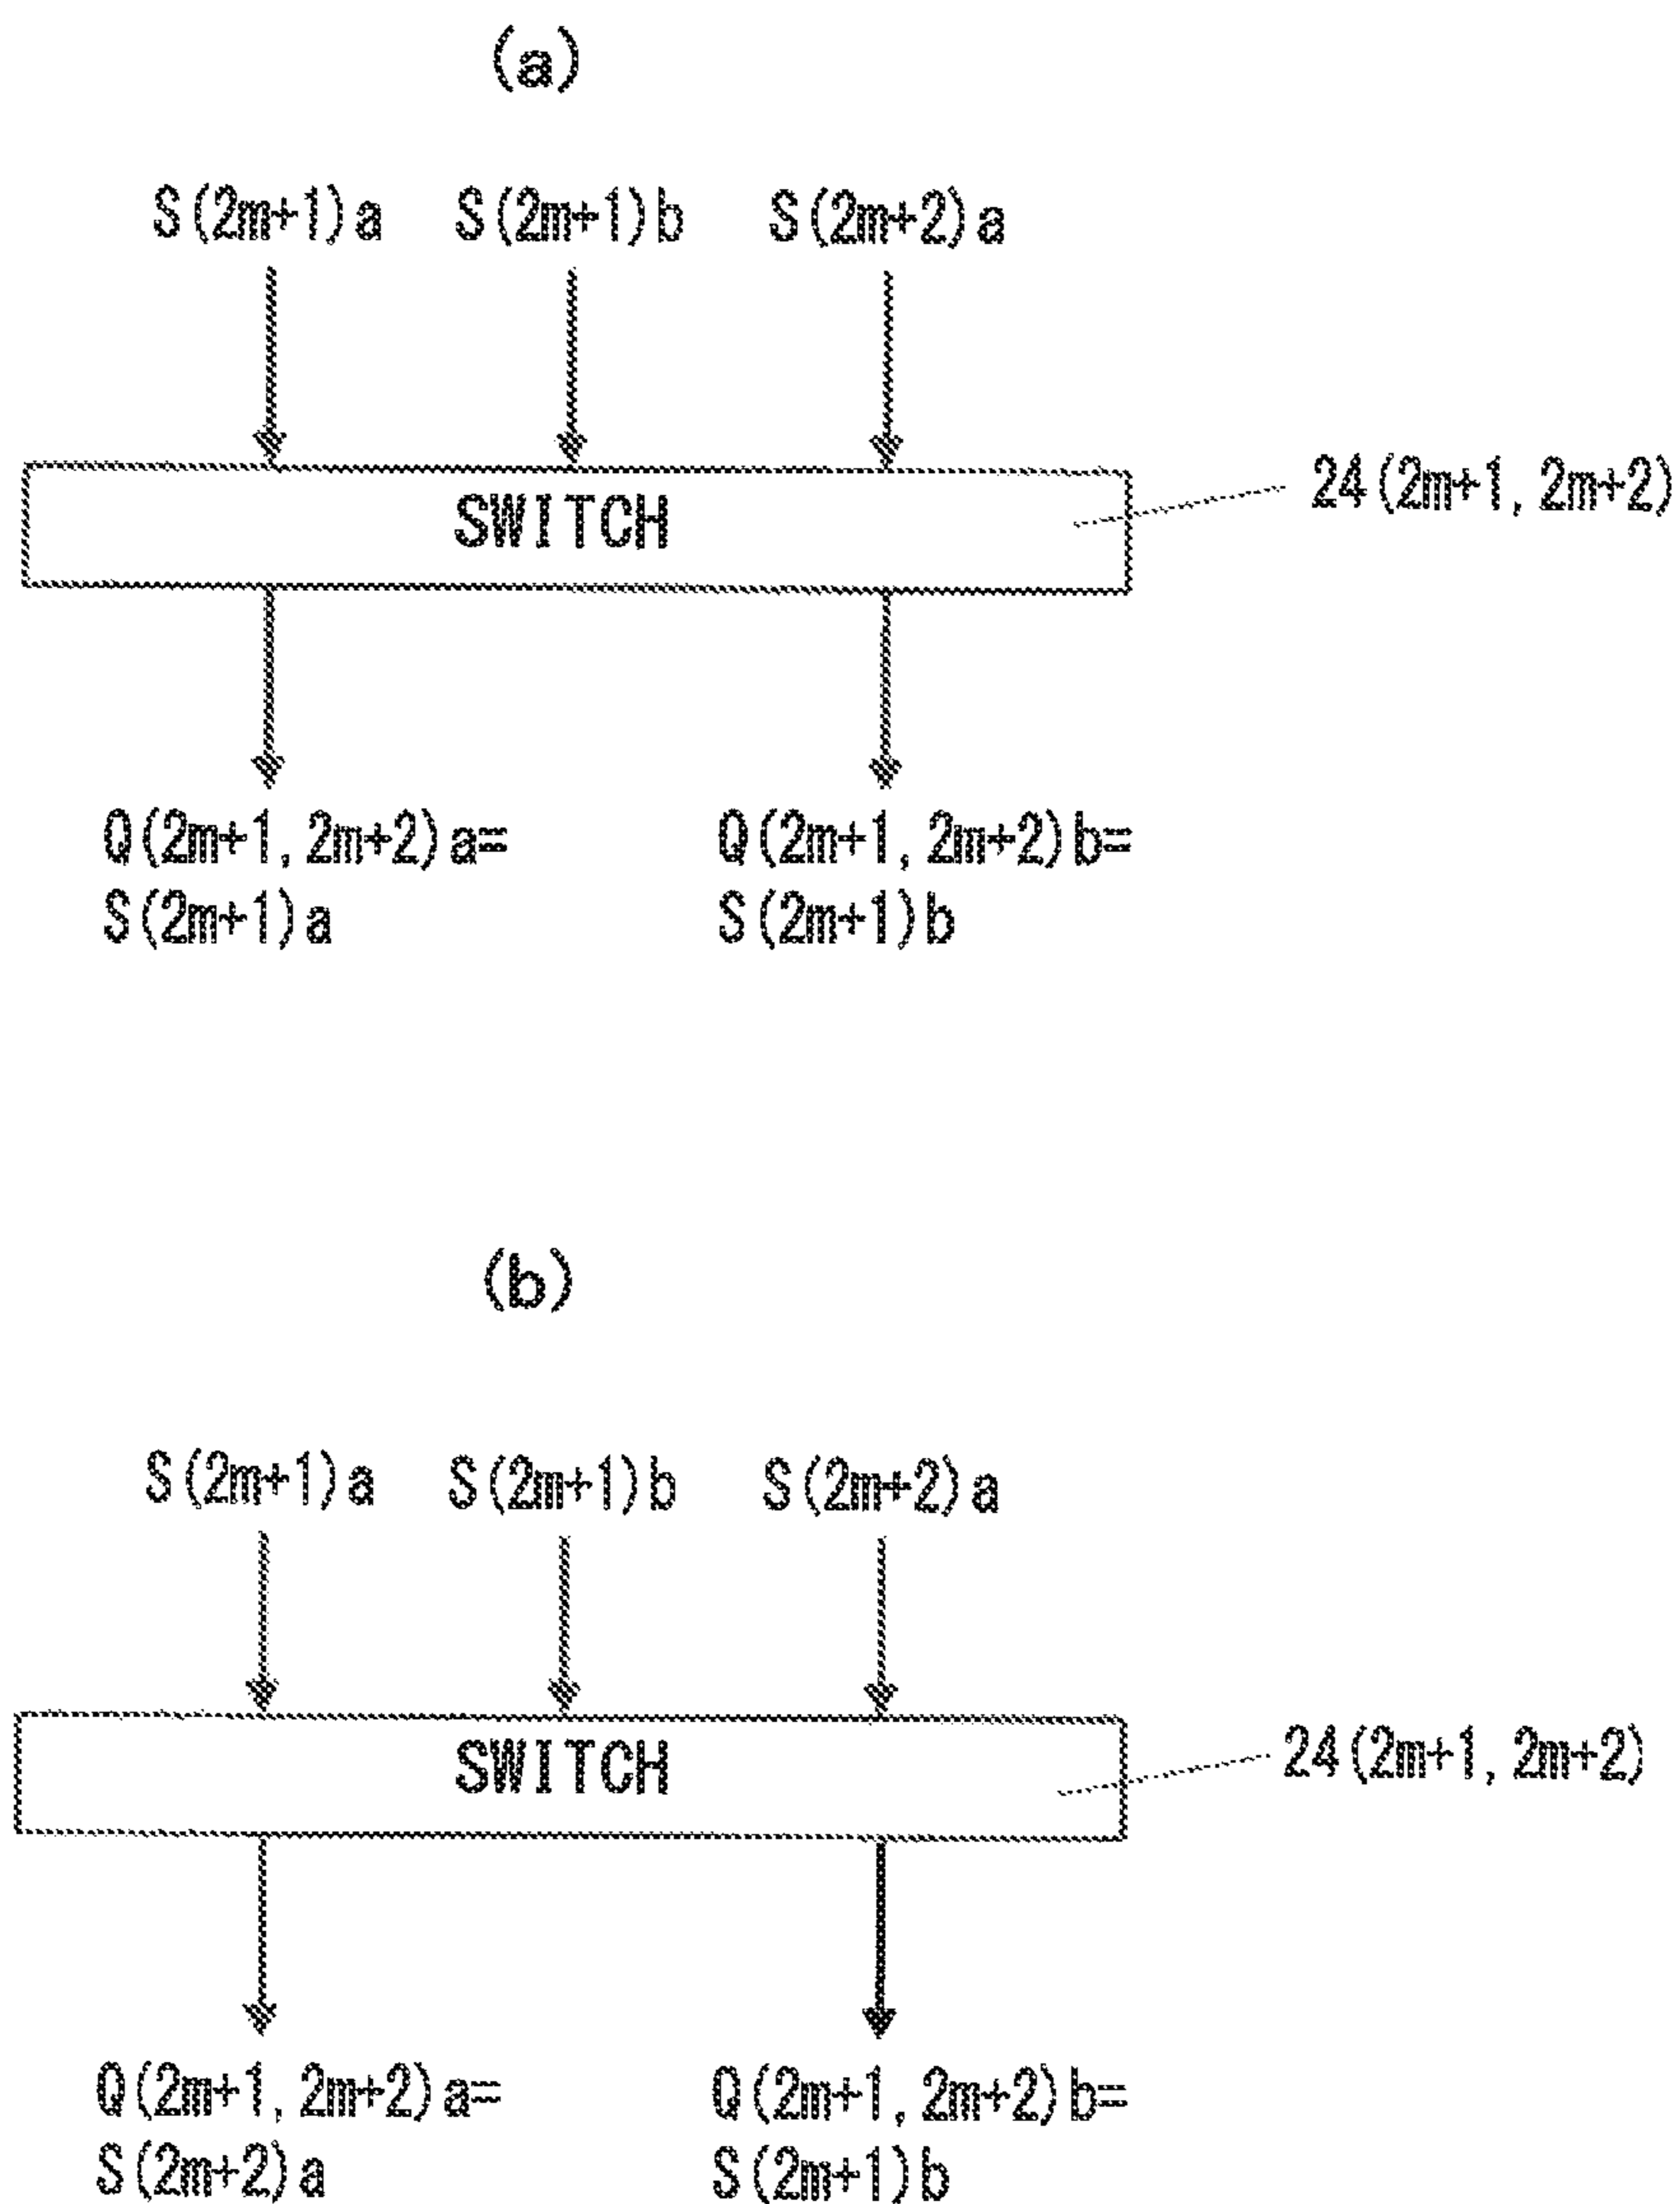 (a)
S(2m+1)a S(2m+1)b S(2m+2)a
SWITCH
24(2m+1, 2m+2)
Q(2m+1, 2m+2)a= Q(2m+1, 2m+2)b=
S(2m+1)a S(2m+1)b
(b)
S(2m+1)a S(2m+1)b S(2m+2)a
SWITCH
24(2m+1, 2m+2)
Q(2m+1, 2m+2)a= Q(2m+1, 2m+2)b=
S(2m+2)a S(2m+1)b